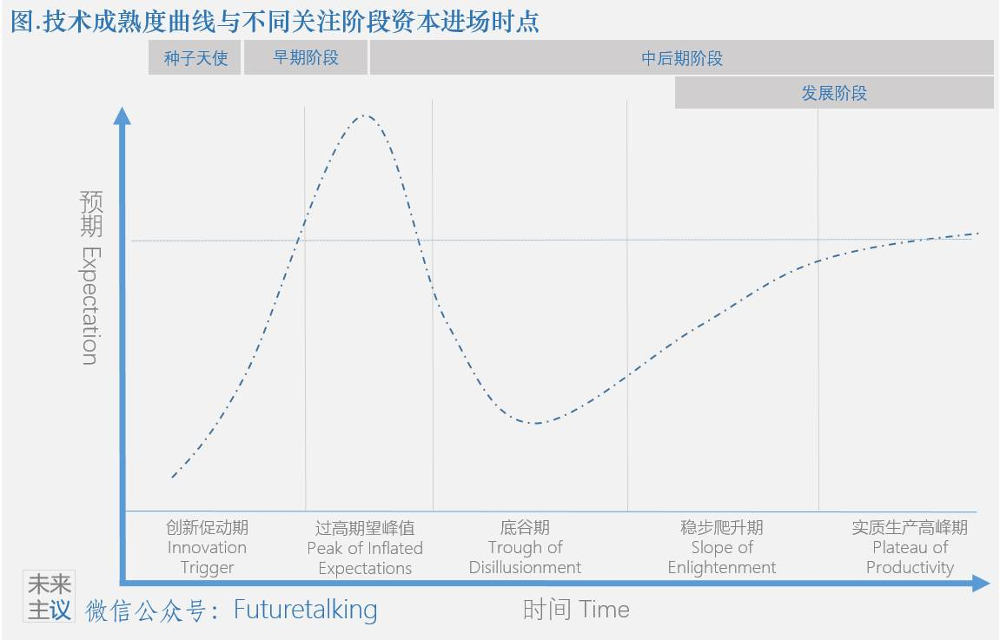 图.技术成熟度曲线与不同关注阶段资本进场时点
种子天使
早期阶段
中后期阶段
发展阶段
预期 Expectation
创新促动期
Innovation
Trigger
过高期望峰值
Peak of Inflated
Expectations
底谷期
Trough of
Disillusionment
稳步爬升期
Slope of
Enlightenment
实质生产高峰期
Plateau of
Productivity
未来
主议
微信公众号：Futuretalking
时间 Time